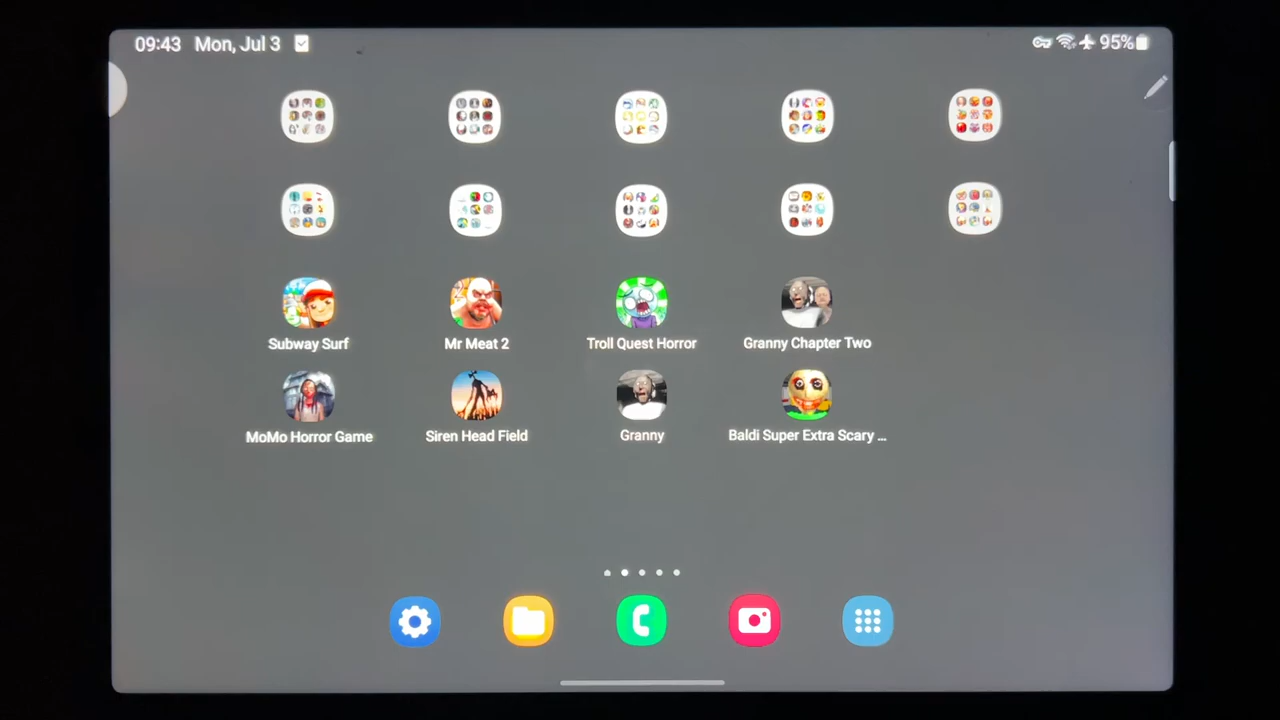 09:43 Mon, Jul 3 95%
Subway Surf Mr Meat 2 Troll Quest Horror Granny Chapter Two
MoMo Horror Game Siren Head Field Granny Baldi Super Extra Scary ...